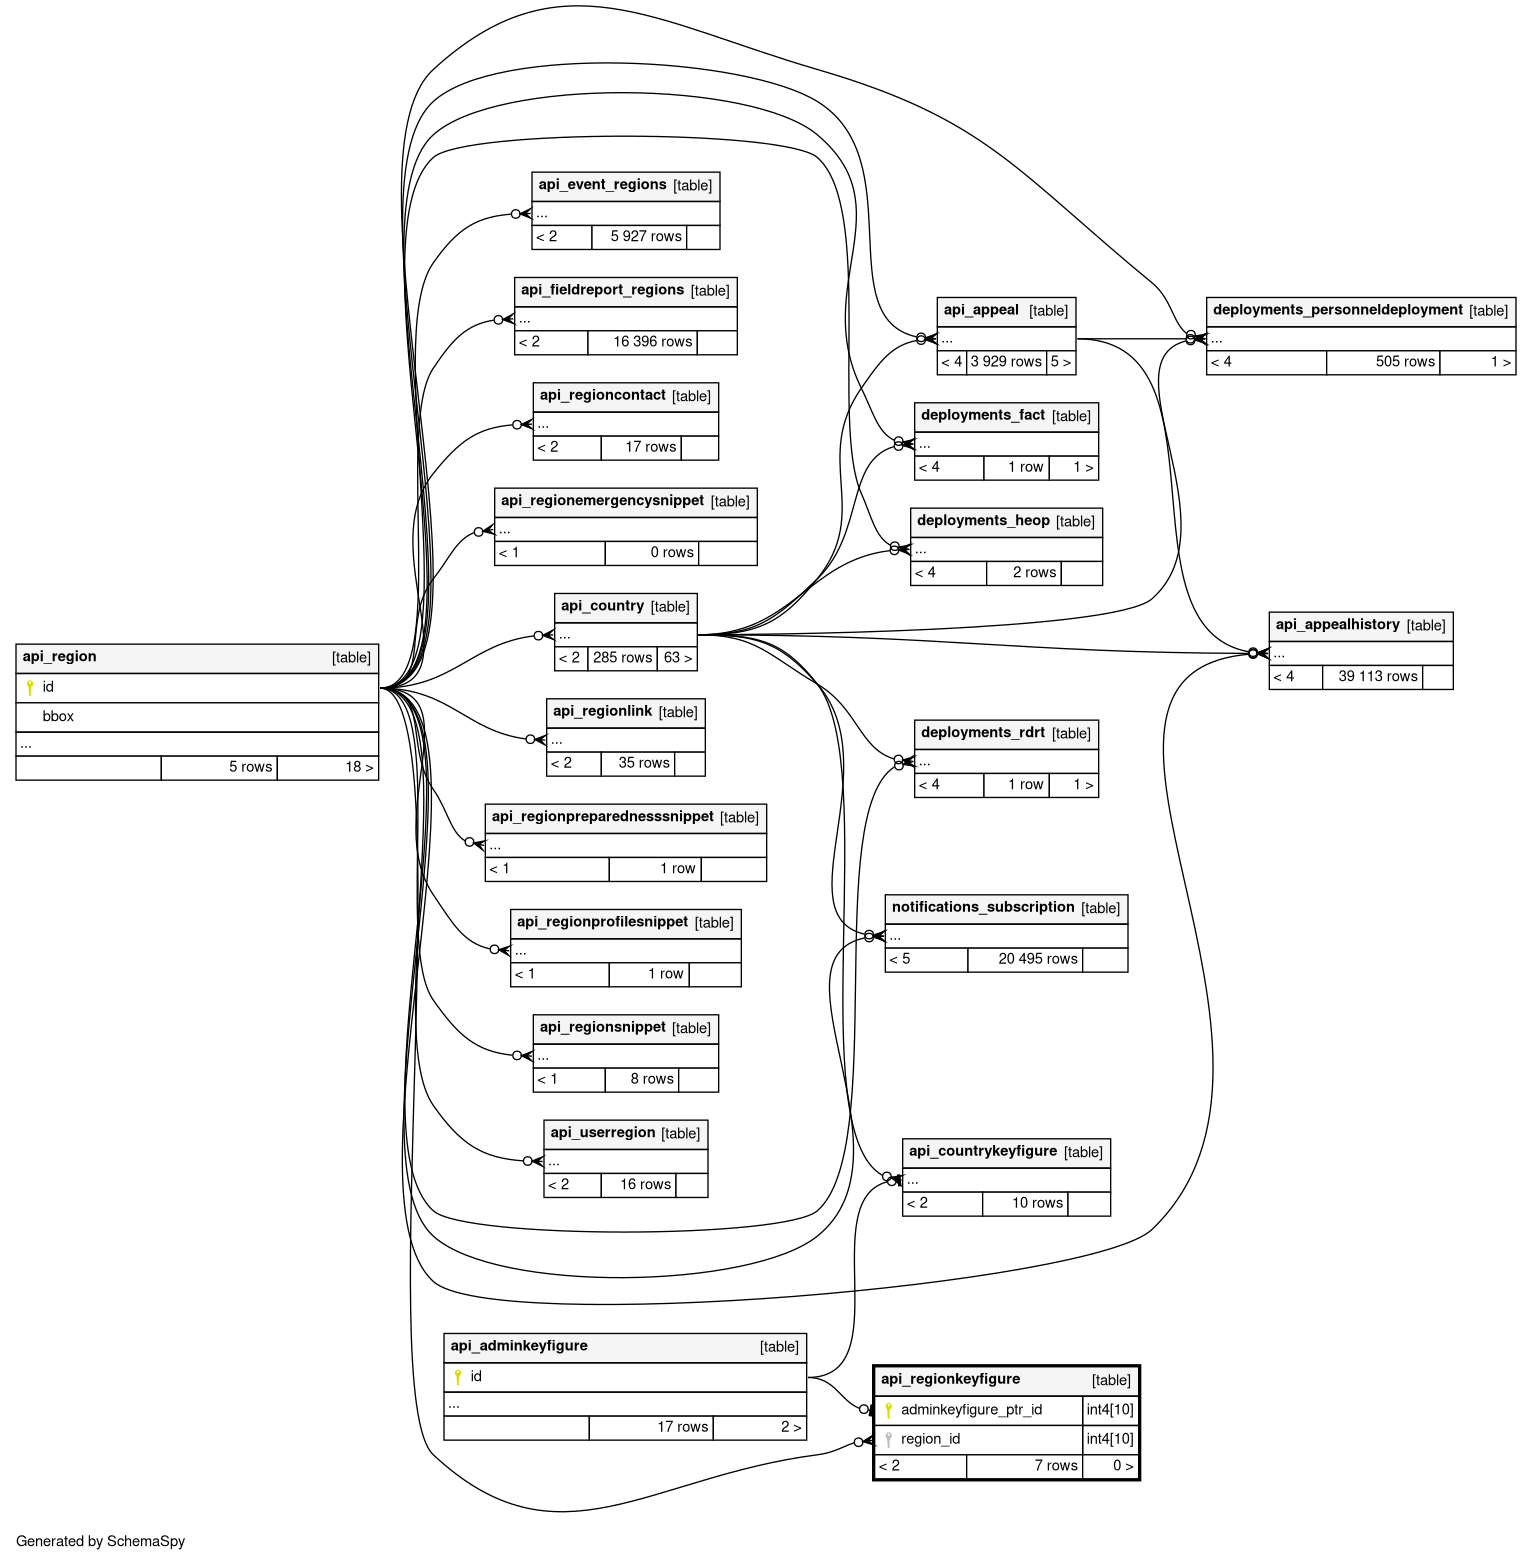 api_event_regions [table]
...
< 2 5 927 rows
api_fieldreport_regions [table]
...
< 2 16 396 rows
api_regioncontact [table]
...
< 2 17 rows
api_regionemergencysnippet [table]
...
< 1 0 rows
api_country [table]
...
< 2 285 rows 63 >
api_region [table]
id
bbox
...
5 rows 18 >
api_regionlink [table]
...
< 2 35 rows
api_regionpreparednesssnippet [table]
...
< 1 1 row
api_regionprofilesnippet [table]
...
< 1 1 row
api_regionsnippet [table]
...
< 1 8 rows
api_userregion [table]
...
< 2 16 rows
api_adminkeyfigure [table]
id
...
17 rows 2 >
api_appeal [table]
...
< 4 3 929 rows 5 >
deployments_fact [table]
...
< 4 1 row 1 >
deployments_heop [table]
...
< 4 2 rows
deployments_rdrt [table]
...
< 4 1 row 1 >
notifications_subscription [table]
...
< 5 20 495 rows
api_countrykeyfigure [table]
...
< 2 10 rows
api_regionkeyfigure [table]
adminkeyfigure_ptr_id int4[10]
region_id int4[10]
< 2 7 rows 0 >
deployments_personneldeployment [table]
...
< 4 505 rows 1 >
api_appealhistory [table]
...
< 4 39 113 rows
Generated by SchemaSpy